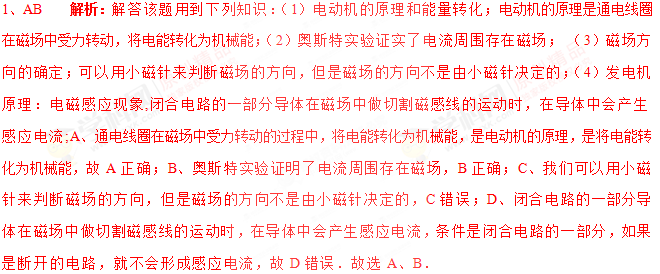 1、AB 解析：解答该题用到下列知识：（1）电动机的原理和能量转化；电动机的原理是通电线圈
在磁场中受力转动，将电能转化为机械能；（2）奥斯特实验证实了电流周围存在磁场； （3）磁场方
向的确定；可以用小磁针来判断磁场的方向，但是磁场的方向不是由小磁针决定的；（4）发电机
原理：电磁感应现象,闭合电路的一部分导体在磁场中做切割磁感线的运动时，在导体中会产生
感应电流;A、通电线圈在磁场中受力转动的过程中，将电能转化为机械能，是电动机的原理，是将电能转
化为机械能，故 A 正确；B、奥斯特实验证明了电流周围存在磁场，B 正确；C、我们可以用小磁
针来判断磁场的方向，但是磁场的方向不是由小磁针决定的，C 错误；D、闭合电路的一部分导
体在磁场中做切割磁感线的运动时，在导体中会产生感应电流，条件是闭合电路的一部分，如果
是断开的电路，就不会形成感应电流，故 D 错误．故选 A、B．